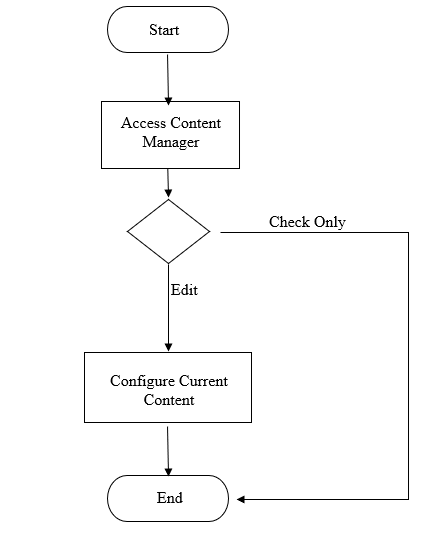 Start
Access Content
Manager
Check Only
Edit
Configure Current
Content
End